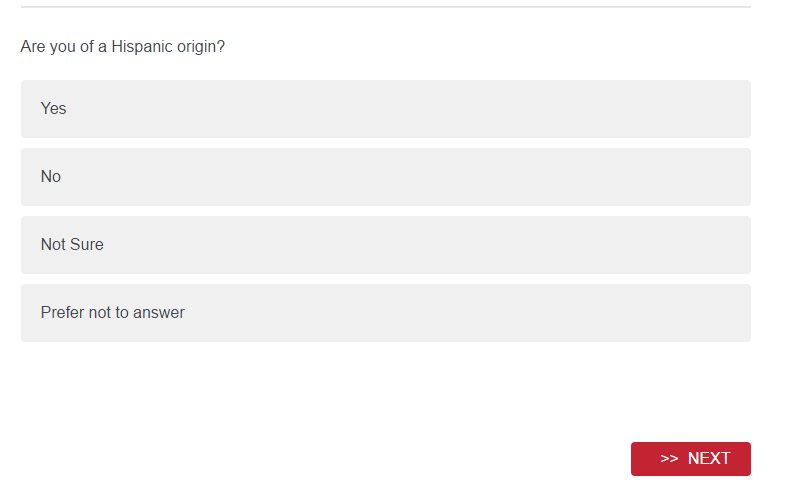 Are you of a Hispanic origin?
Yes
No
Not Sure
Prefer not to answer
>> NEXT